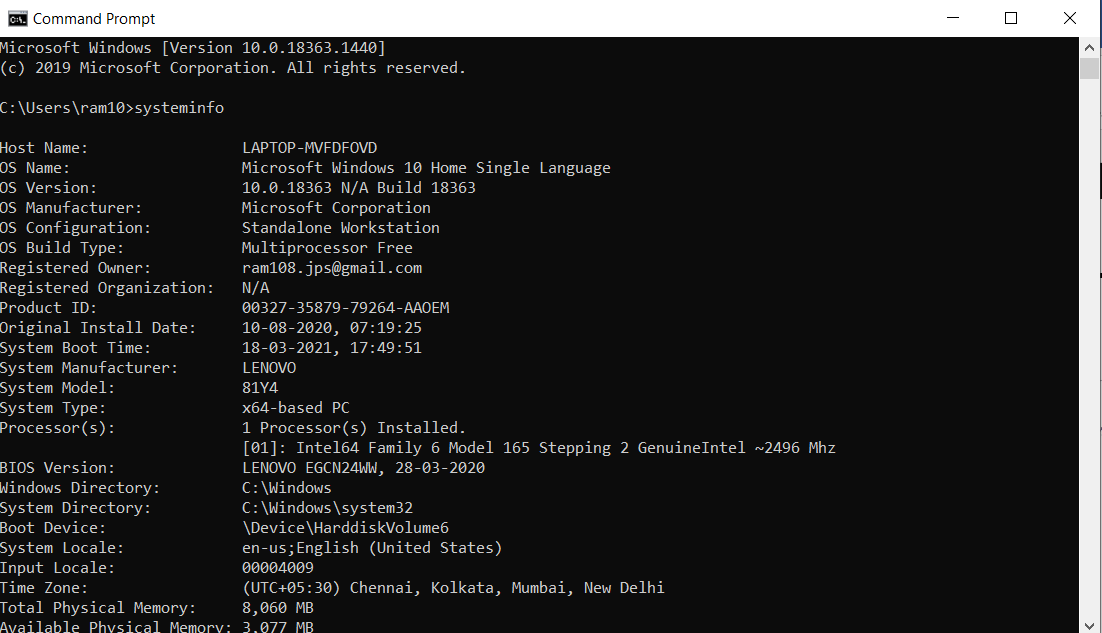 Command Prompt
Microsoft Windows [Version 10.0.18363.1440]
(c) 2019 Microsoft Corporation. All rights reserved.
C:\Users\ram10>systeminfo
Host Name:                 LAPTOP-MVFDFOVD
OS Name:                   Microsoft Windows 10 Home Single Language
OS Version:                10.0.18363 N/A Build 18363
OS Manufacturer:           Microsoft Corporation
OS Configuration:          Standalone Workstation
OS Build Type:             Multiprocessor Free
Registered Owner:          ram108.jps@gmail.com
Registered Organization:   N/A
Product ID:                00327-35879-79264-AAOEM
Original Install Date:     10-08-2020, 07:19:25
System Boot Time:          18-03-2021, 17:49:51
System Manufacturer:       LENOVO
System Model:              81Y4
System Type:               x64-based PC
Processor(s):              1 Processor(s) Installed.
                           [01]: Intel64 Family 6 Model 165 Stepping 2 GenuineIntel ~2496 Mhz
BIOS Version:              LENOVO EGCN24WW, 28-03-2020
Windows Directory:         C:\Windows
System Directory:          C:\Windows\system32
Boot Device:               \Device\HarddiskVolume6
System Locale:             en-us;English (United States)
Input Locale:              00004009
Time Zone:                 (UTC+05:30) Chennai, Kolkata, Mumbai, New Delhi
Total Physical Memory:     8,060 MB
Available Physical Memory: 3,077 MB